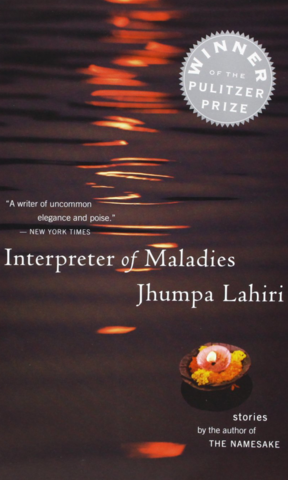 WINNER
OF THE
PULITZER
PRIZE
“A writer of uncommon
elegance and poise.”
— NEW YORK TIMES
Interpreter of Maladies
Jhumpa Lahiri
stories
by the author of
THE NAMESAKE